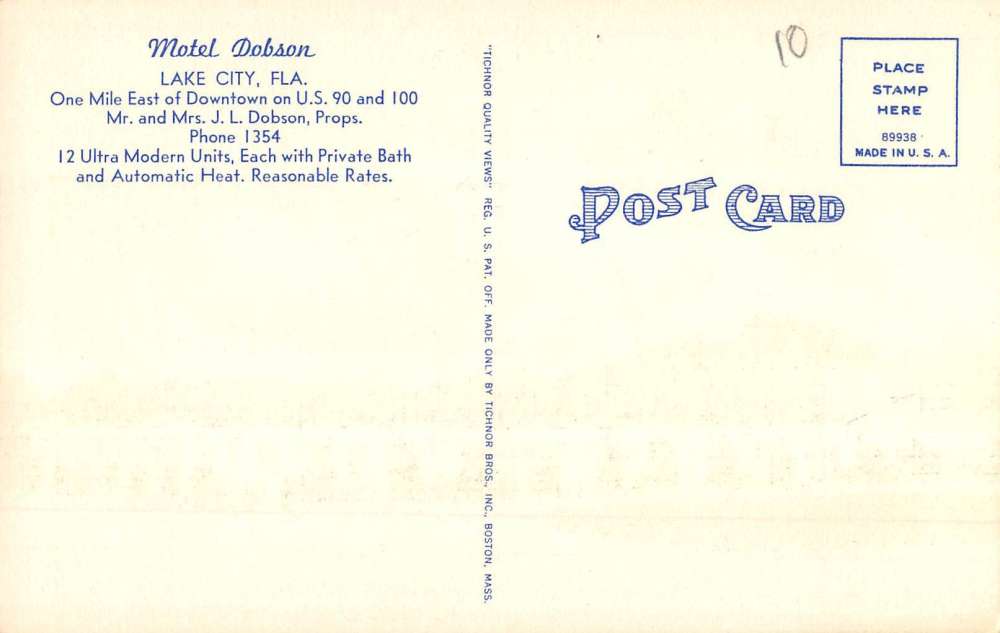 Motel Dobson
LAKE CITY, FLA.
One Mile East of Downtown on U.S. 90 and 100
Mr. and Mrs. J. L. Dobson, Props.
Phone 1354
12 Ultra Modern Units, Each with Private Bath
and Automatic Heat. Reasonable Rates.
"TICHNOR QUALITY VIEWS" REG. U. S. PAT. OFF. MADE ONLY BY TICHNOR BROS., INC., BOSTON, MASS.
10
POST CARD
PLACE
STAMP
HERE
89938
MADE IN U. S. A.